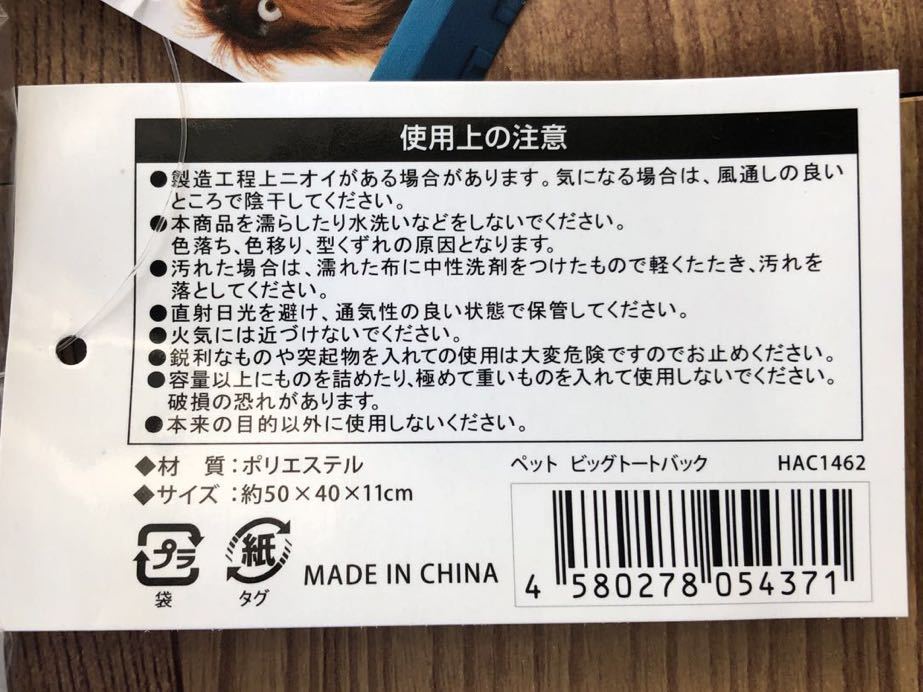 使用上の注意
●製造工程上ニオイがある場合があります。気になる場合は、風通しの良い
ところで陰干してください。
●本商品を濡らしたり水洗いなどをしないでください。
色落ち、色移り、型くずれの原因となります。
●汚れた場合は、濡れた布に中性洗剤をつけたもので軽くたたき、汚れを
落としてください。
●直射日光を避け、通気性の良い状態で保管してください。
●火気には近づけないでください。
●鋭利なものや突起物を入れての使用は大変危険ですのでお止めください。
●容量以上にものを詰めたり、極めて重いものを入れて使用しないでください。
破損の恐れがあります。
●本来の目的以外に使用しないください。
◆材　質：ポリエステル
◆サイズ：約50×40×11cm
ペット ビッグトートバック HAC1462
プラ
袋
紙
タグ
MADE IN CHINA
4 580278 054371